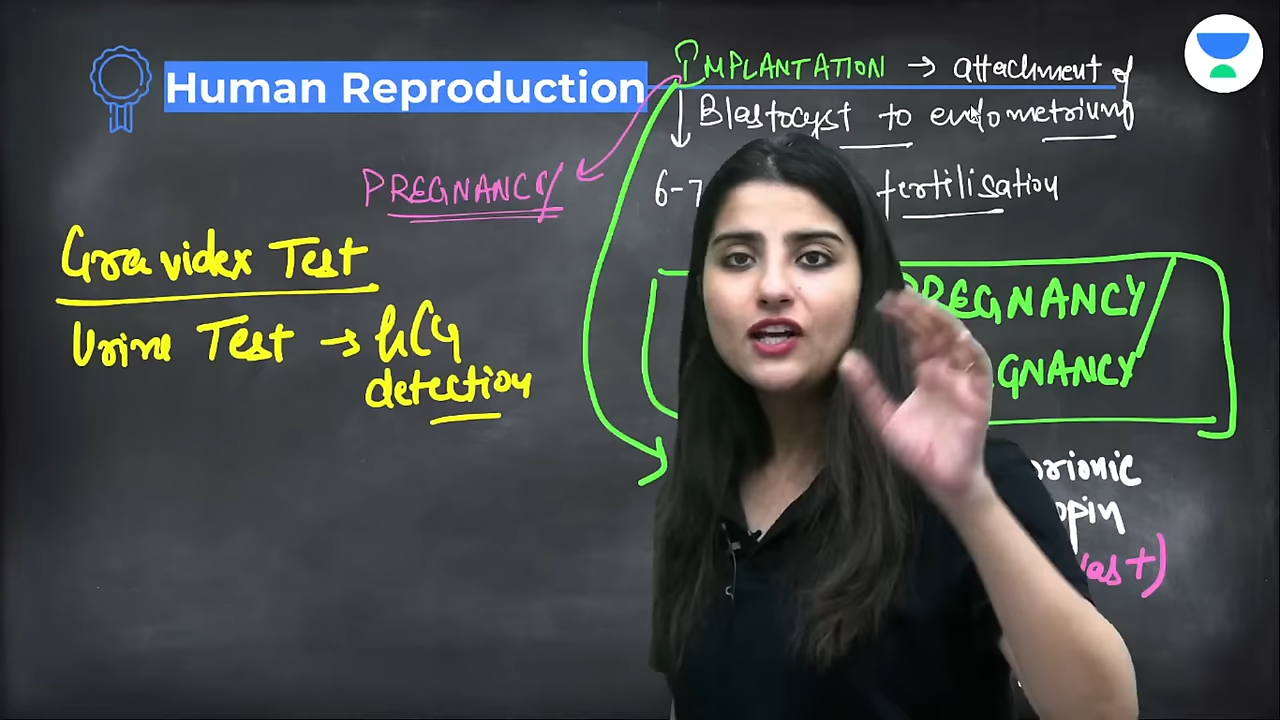 Human Reproduction
IMPLANTATION → attachment of
Blastocyst to endometrium
6-7 fertilisation
PREGNANCY
Gravidex Test
Urine Test → hCG
detection
PREGNANCY
GNANCY
orionic
opin
last)